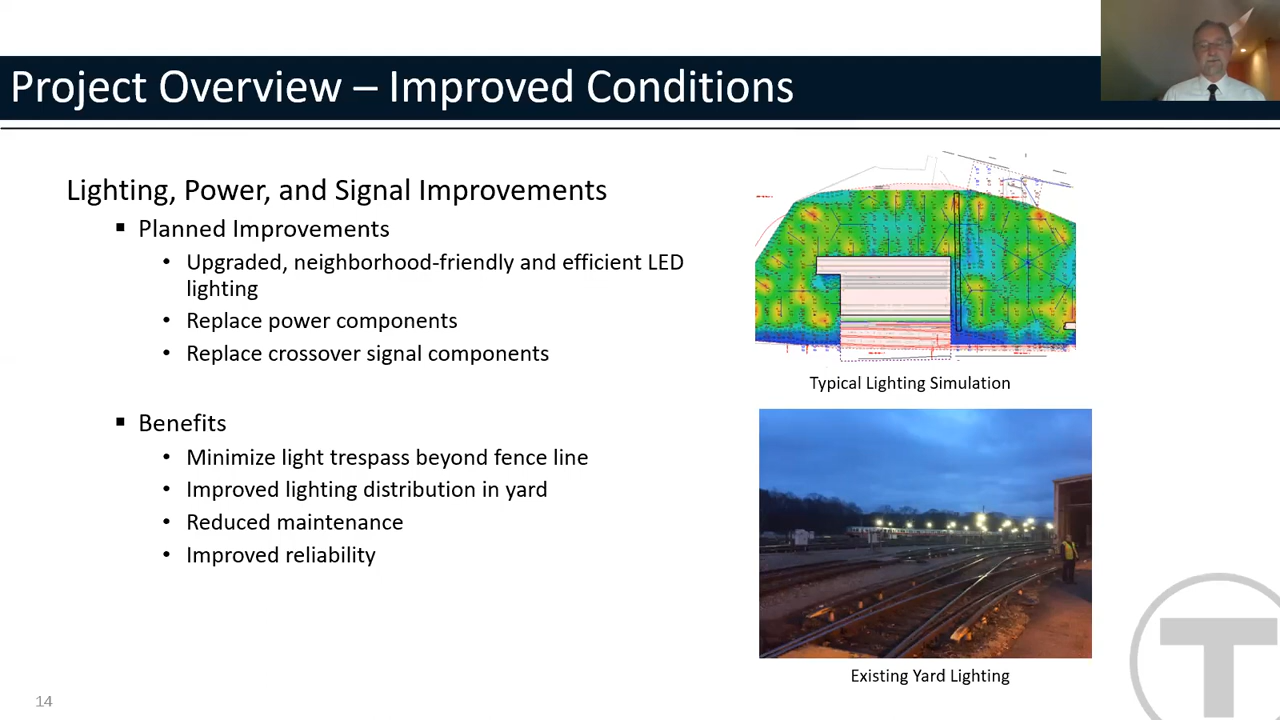 Project Overview – Improved Conditions
Lighting, Power, and Signal Improvements
▪ Planned Improvements
• Upgraded, neighborhood-friendly and efficient LED
lighting
• Replace power components
• Replace crossover signal components
▪ Benefits
• Minimize light trespass beyond fence line
• Improved lighting distribution in yard
• Reduced maintenance
• Improved reliability
Typical Lighting Simulation
Existing Yard Lighting
T
14